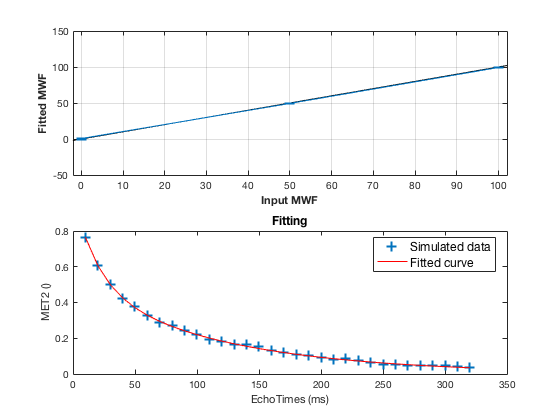 150
100
50
0
-50
0 10 20 30 40 50 60 70 80 90 100
Fitted MWF
Input MWF
Fitting
0.8
0.6
0.4
0.2
0
0 50 100 150 200 250 300 350
MET2 ()
EchoTimes (ms)
Simulated data
Fitted curve